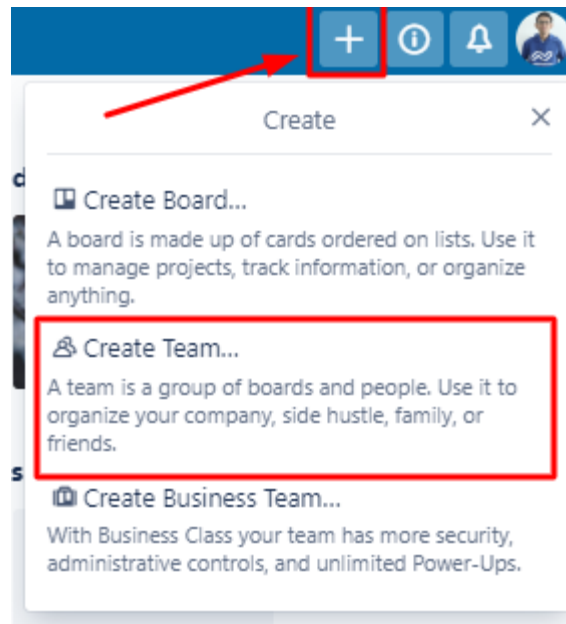 Create
d
Create Board...
A board is made up of cards ordered on lists. Use it
to manage projects, track information, or organize
anything.
Create Team...
A team is a group of boards and people. Use it to
organize your company, side hustle, family, or
friends.
s
Create Business Team...
With Business Class your team has more security,
administrative controls, and unlimited Power-Ups.